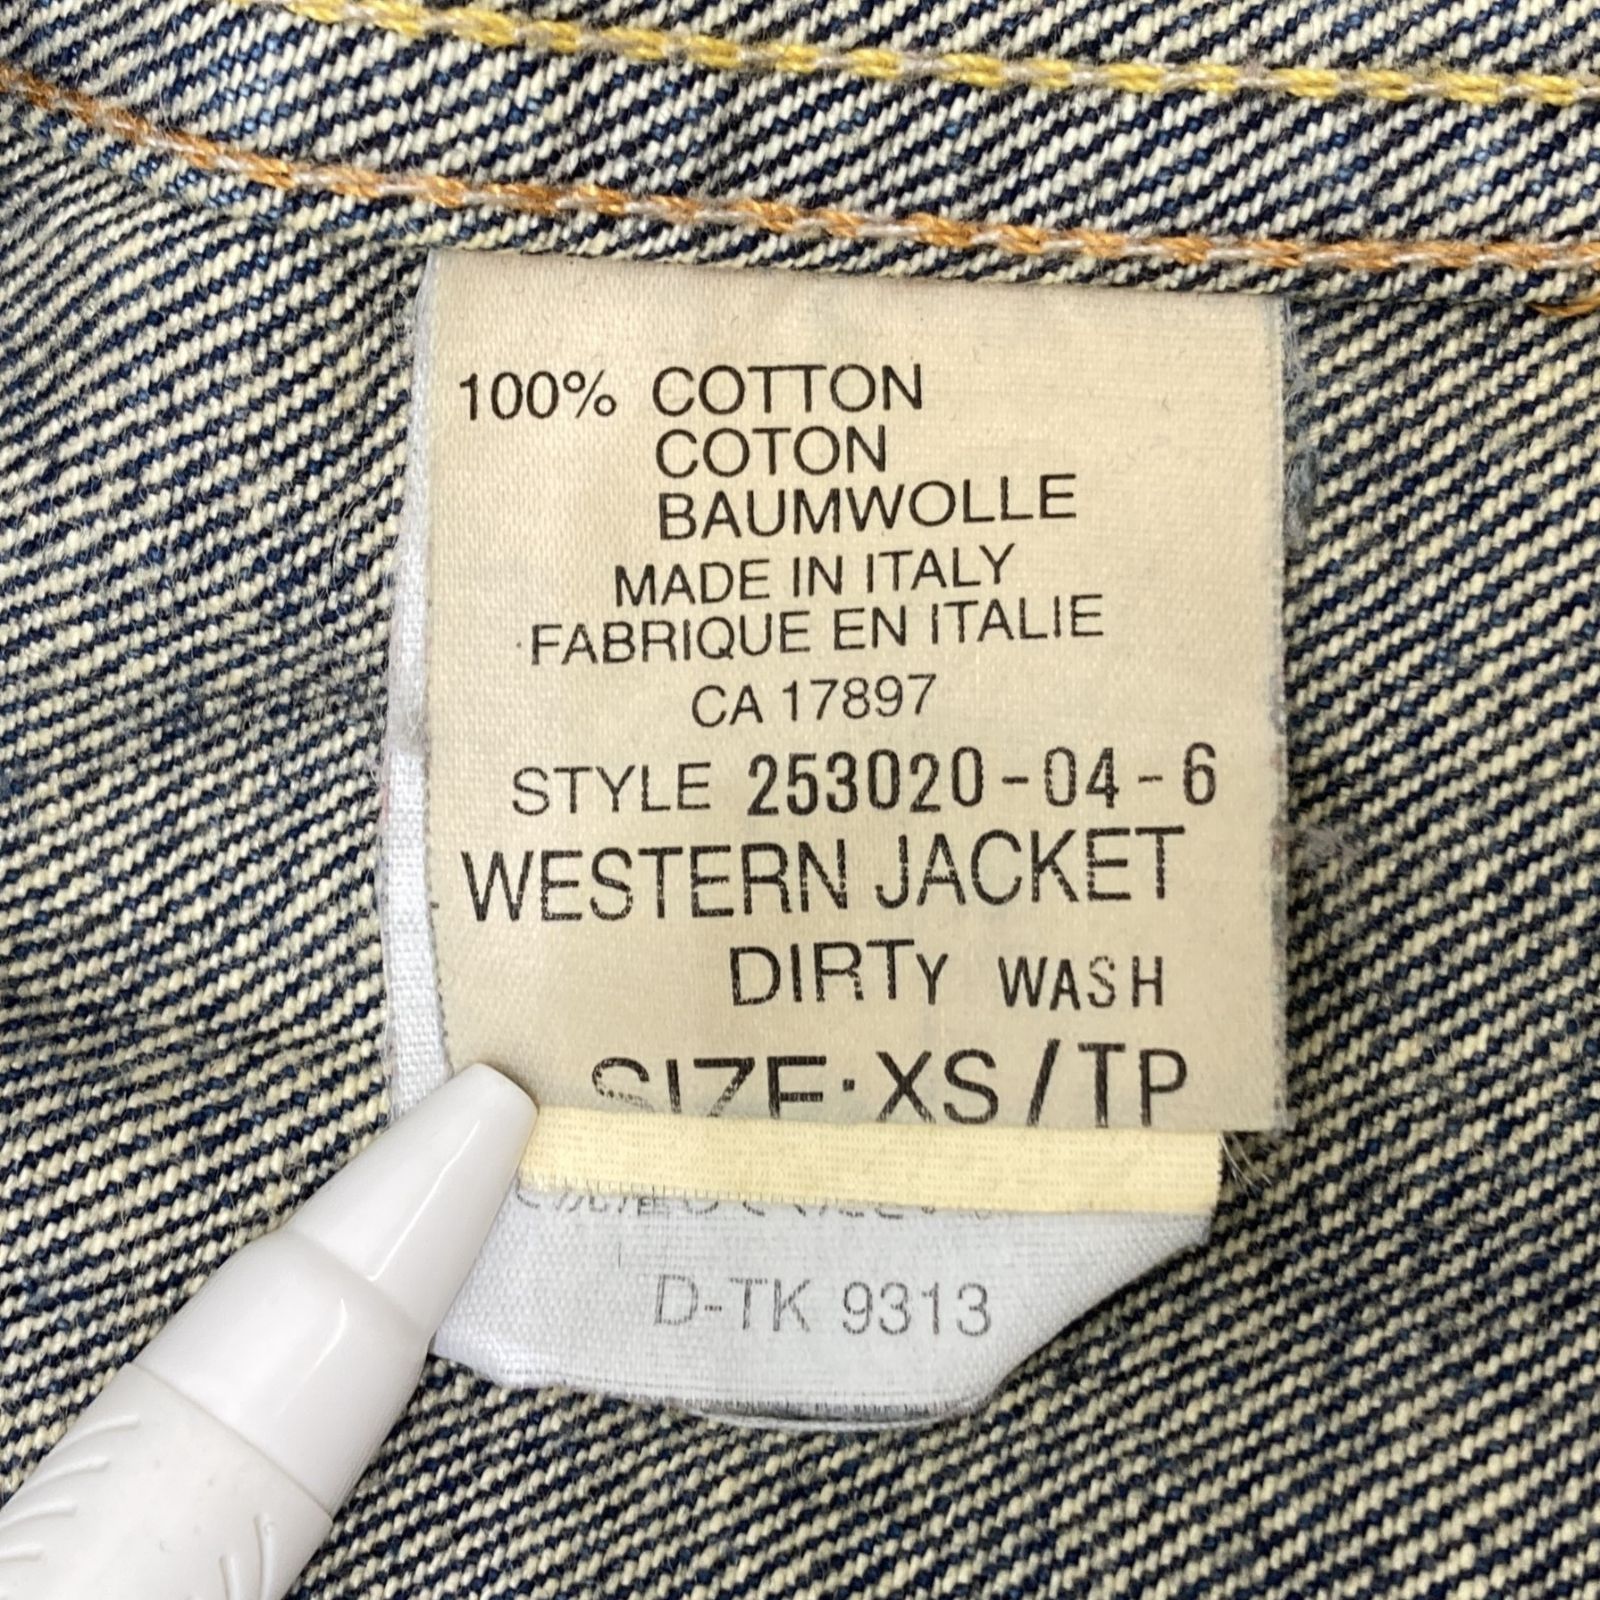 100% COTTON
COTON
BAUMWOLLE
MADE IN ITALY
FABRIQUE EN ITALIE
CA 17897
STYLE 253020-04-6
WESTERN JACKET
DIRTY WASH
SIZE: XS/TP
D-TK 9313